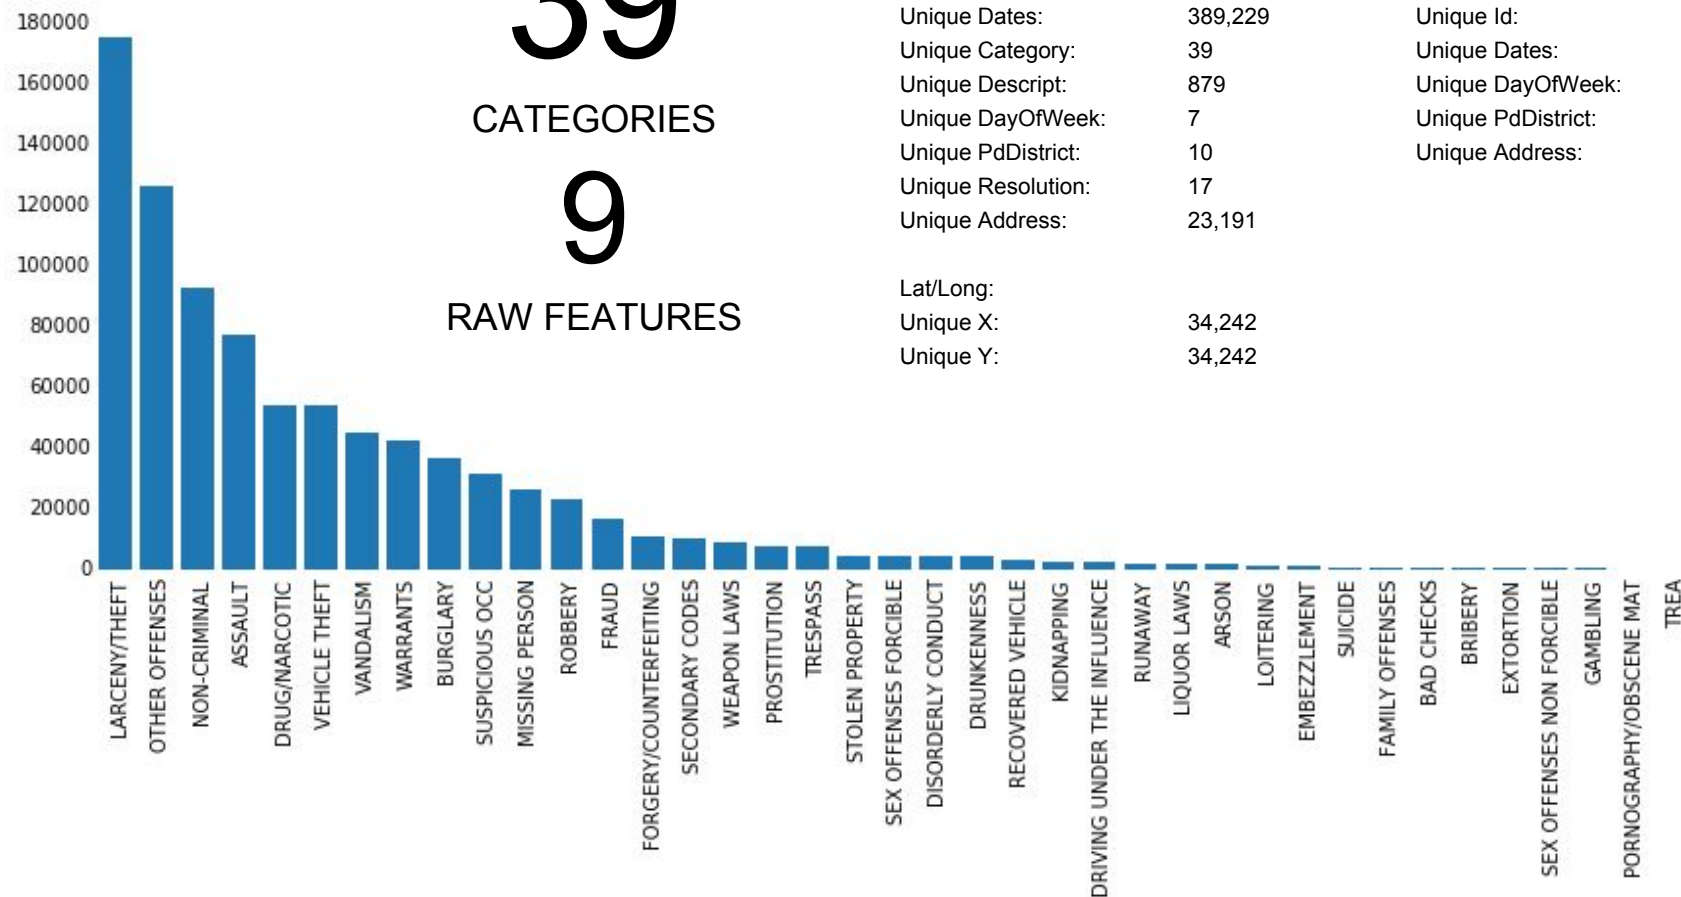 180000
160000
140000
120000
100000
80000
60000
40000
20000
0
39
CATEGORIES
9
RAW FEATURES
Unique Dates: 389,229
Unique Category: 39
Unique Descript: 879
Unique DayOfWeek: 7
Unique PdDistrict: 10
Unique Resolution: 17
Unique Address: 23,191
Lat/Long:
Unique X: 34,242
Unique Y: 34,242
Unique Id:
Unique Dates:
Unique DayOfWeek:
Unique PdDistrict:
Unique Address:
LARCENY/THEFT
OTHER OFFENSES
NON-CRIMINAL
ASSAULT
DRUG/NARCOTIC
VEHICLE THEFT
VANDALISM
WARRANTS
BURGLARY
SUSPICIOUS OCC
MISSING PERSON
ROBBERY
FRAUD
FORGERY/COUNTERFEITING
SECONDARY CODES
WEAPON LAWS
PROSTITUTION
TRESPASS
STOLEN PROPERTY
SEX OFFENSES FORCIBLE
DISORDERLY CONDUCT
DRUNKENNESS
RECOVERED VEHICLE
KIDNAPPING
DRIVING UNDER THE INFLUENCE
RUNAWAY
LIQUOR LAWS
ARSON
LOITERING
EMBEZZLEMENT
SUICIDE
FAMILY OFFENSES
BAD CHECKS
BRIBERY
EXTORTION
SEX OFFENSES NON FORCIBLE
GAMBLING
PORNOGRAPHY/OBSCENE MAT
TREA